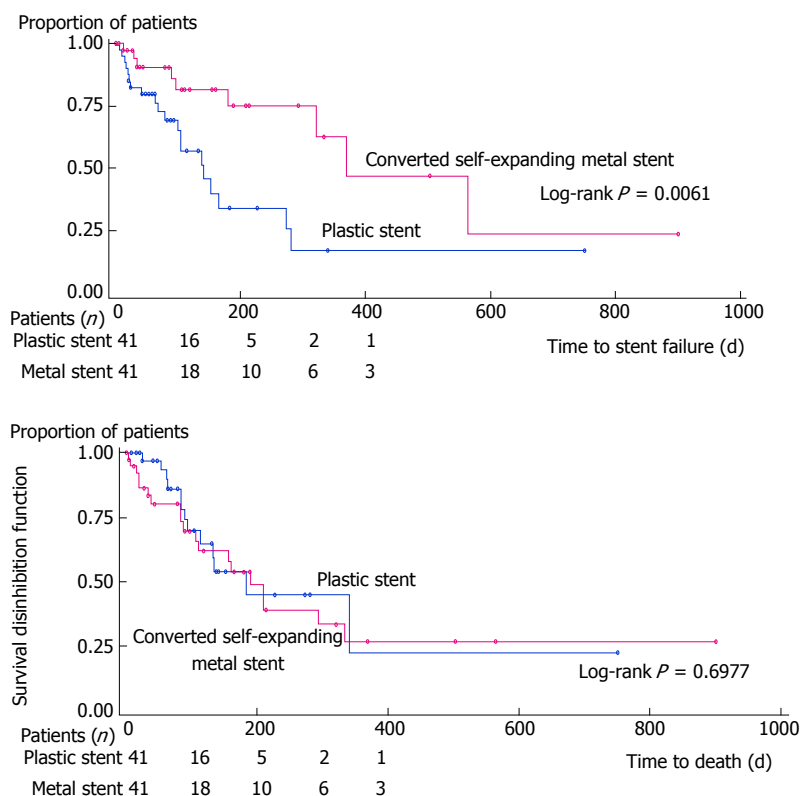 Proportion of patients
1.00
0.75
0.50
0.25
0.00
Converted self-expanding metal stent
Log-rank P = 0.0061
Plastic stent
0 200 400 600 800 1000
Patients (n)
Plastic stent 41 16 5 2 1
Time to stent failure (d)
Metal stent 41 18 10 6 3
Proportion of patients
Survival disinhibition function
1.00
0.75
0.50
0.25
0.00
Plastic stent
Converted self-expanding
metal stent
Log-rank P = 0.6977
0 200 400 600 800 1000
Patients (n)
Plastic stent 41 16 5 2 1
Time to death (d)
Metal stent 41 18 10 6 3